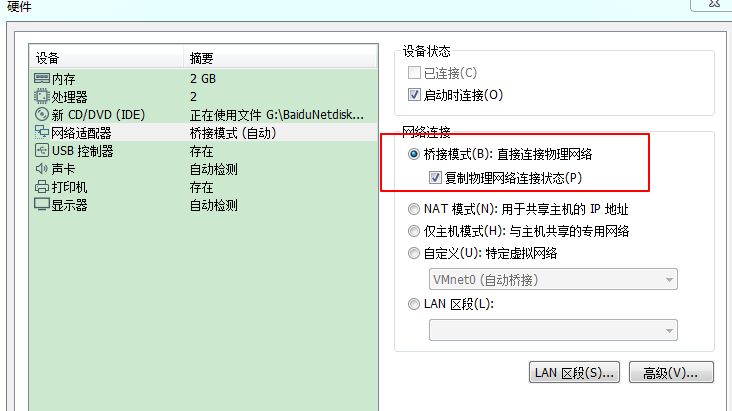 硬件
设备 摘要
内存 2 GB
处理器 2
新 CD/DVD (IDE) 正在使用文件 G:\BaiduNetdisk...
网络适配器 桥接模式 (自动)
USB 控制器 存在
声卡 自动检测
打印机 存在
显示器 自动检测
设备状态
已连接(C)
启动时连接(O)
网络连接
桥接模式(B): 直接连接物理网络
复制物理网络连接状态(P)
NAT 模式(N): 用于共享主机的 IP 地址
仅主机模式(H): 与主机共享的专用网络
自定义(U): 特定虚拟网络
VMnet0 (自动桥接)
LAN 区段(L):
LAN 区段(S)... 高级(V)...